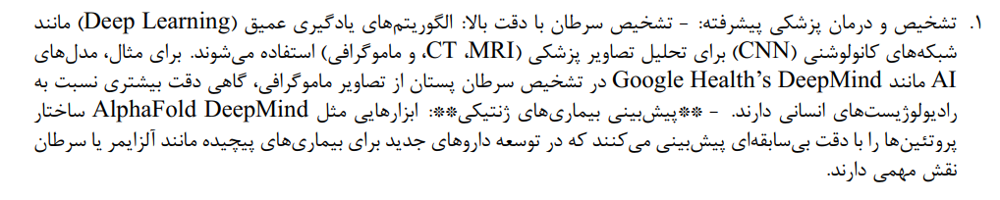 ۱. تشخیص و درمان پزشکی پیشرفته: - تشخیص سرطان با دقت بالا: الگوریتم‌های یادگیری عمیق (Deep Learning) مانند
شبکه‌های کانولوشنی (CNN) برای تحلیل تصاویر پزشکی (MRI، CT، و ماموگرافی) استفاده می‌شوند. برای مثال، مدل‌های
AI مانند Google Health’s DeepMind در تشخیص سرطان پستان از تصاویر ماموگرافی، گاهی دقت بیشتری نسبت به
رادیولوژیست‌های انسانی دارند. - **پیش‌بینی بیماری‌های ژنتیکی**: ابزارهایی مثل AlphaFold DeepMind ساختار
پروتئین‌ها را با دقت بی‌سابقه‌ای پیش‌بینی می‌کنند که در توسعه داروهای جدید برای بیماری‌های پیچیده مانند آلزایمر یا سرطان
نقش مهمی دارند.